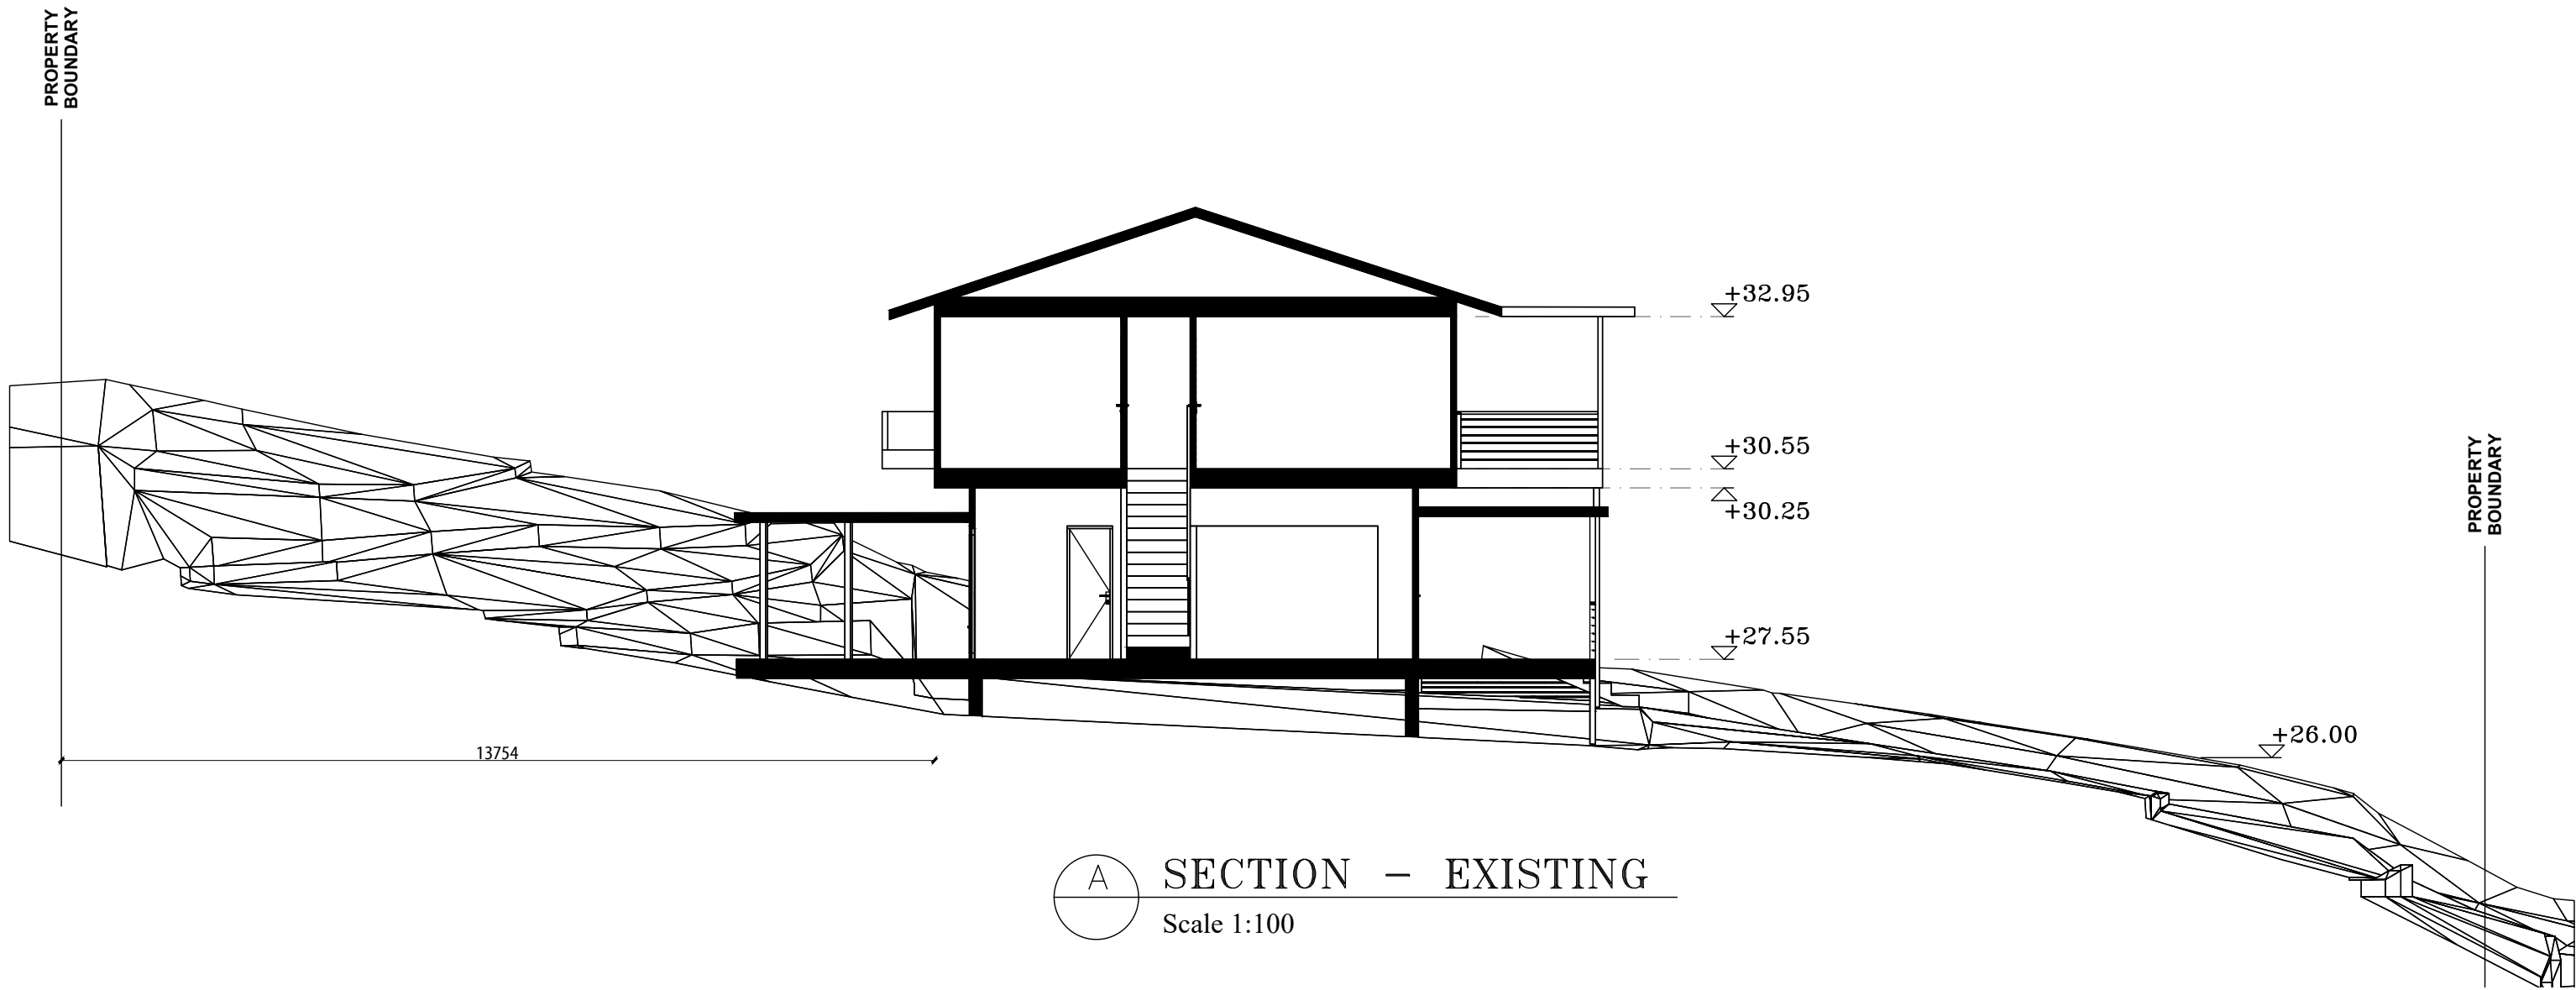 PROPERTY
BOUNDARY
+32.95
+30.55
+30.25
PROPERTY
BOUNDARY
+27.55
+26.00
13754
A
SECTION - EXISTING
Scale 1:100